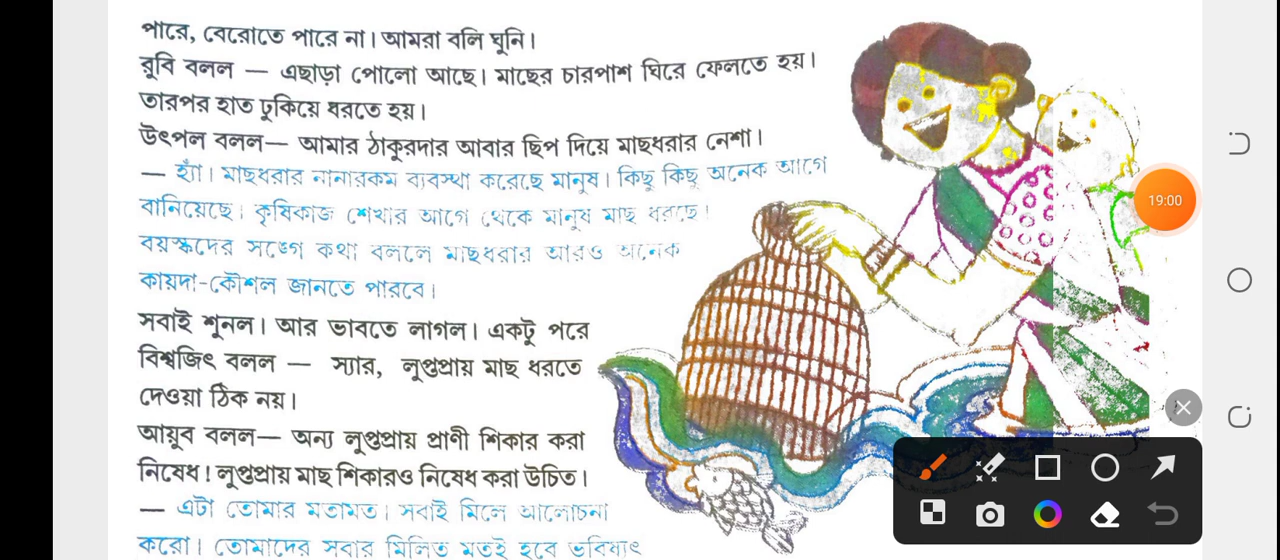 পারে, বেরোতে পারে না। আমরা বলি ঘুনি।
রুবি বলল — এছাড়া পোলো আছে। মাছের চারপাশ ঘিরে ফেলতে হয়।
তারপর হাত ঢুকিয়ে ধরতে হয়।
উৎপল বলল— আমার ঠাকুরদার আবার ছিপ দিয়ে মাছধরার নেশা।
— হ্যাঁ। মাছধরার নানারকম ব্যবস্থা করেছে মানুষ। কিছু কিছু অনেক আগে
বানিয়েছে। কৃষিকাজ শেখার আগে থেকে মানুষ মাছ ধরছে!
বয়স্কদের সঙ্গে কথা বললে মাছধরার আরও অনেক
কায়দা-কৌশল জানতে পারবে।
সবাই শুনল। আর ভাবতে লাগল। একটু পরে
বিশ্বজিৎ বলল — স্যার, লুপ্তপ্রায় মাছ ধরতে
দেওয়া ঠিক নয়।
আয়ুব বলল— অন্য লুপ্তপ্রায় প্রাণী শিকার করা
নিষেধ! লুপ্তপ্রায় মাছ শিকারও নিষেধ করা উচিত।
— এটা তোমার মতামত। সবাই মিলে আলোচনা
করো। তোমাদের সবার মিলিত মতই হবে ভবিষ্যৎ
19:00